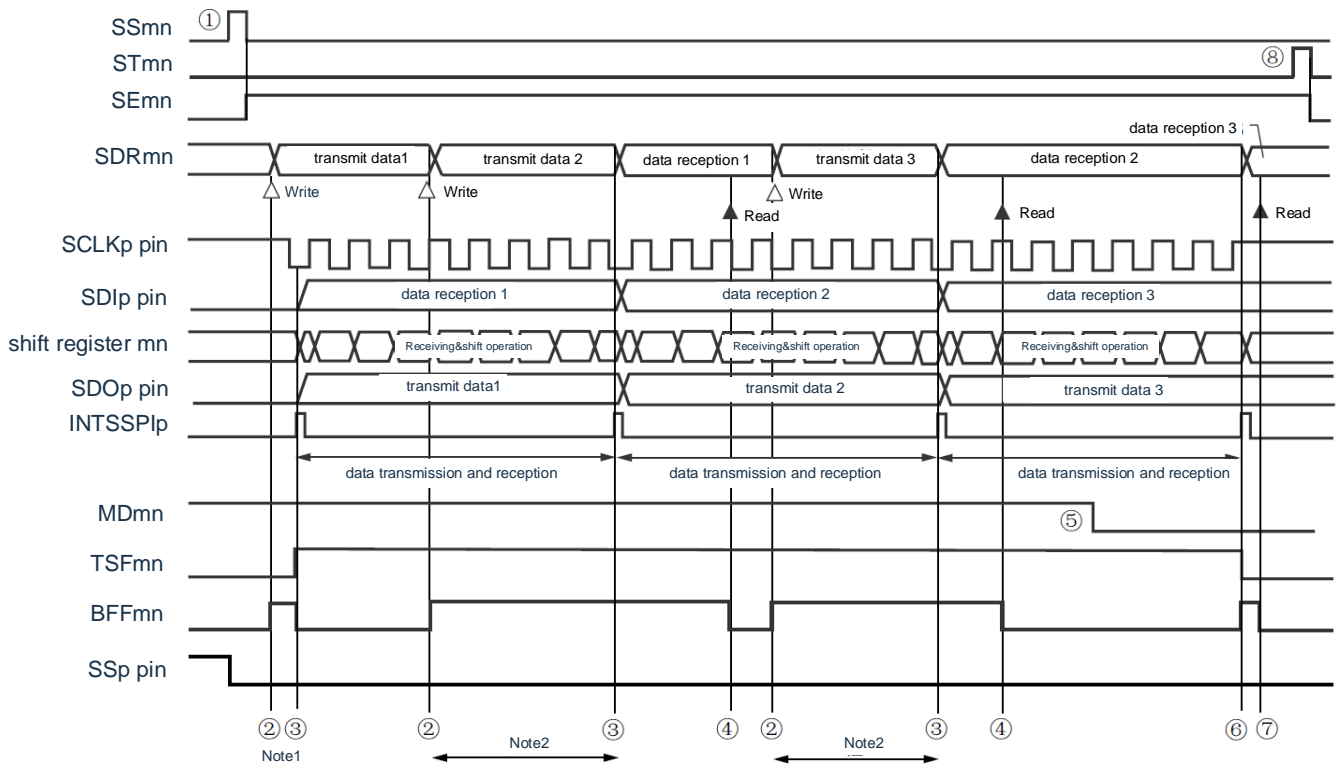 SSmn ①
STmn ⑧
SEmn
data reception 3
SDRmn transmit data1 transmit data 2 data reception 1 transmit data 3 data reception 2
Write Write Write
Read Read Read
SCLKp pin
SDIp pin data reception 1 data reception 2 data reception 3
shift register mn Receiving&shift operation Receiving&shift operation Receiving&shift operation
SDOp pin transmit data1 transmit data 2 transmit data 3
INTSSPIp
data transmission and reception data transmission and reception data transmission and reception
MDmn ⑤
TSFmn
BFFmn
SSp pin
② ③ ② ③ ④ ② ③ ④ ⑥ ⑦
Note1 Note2 Note2